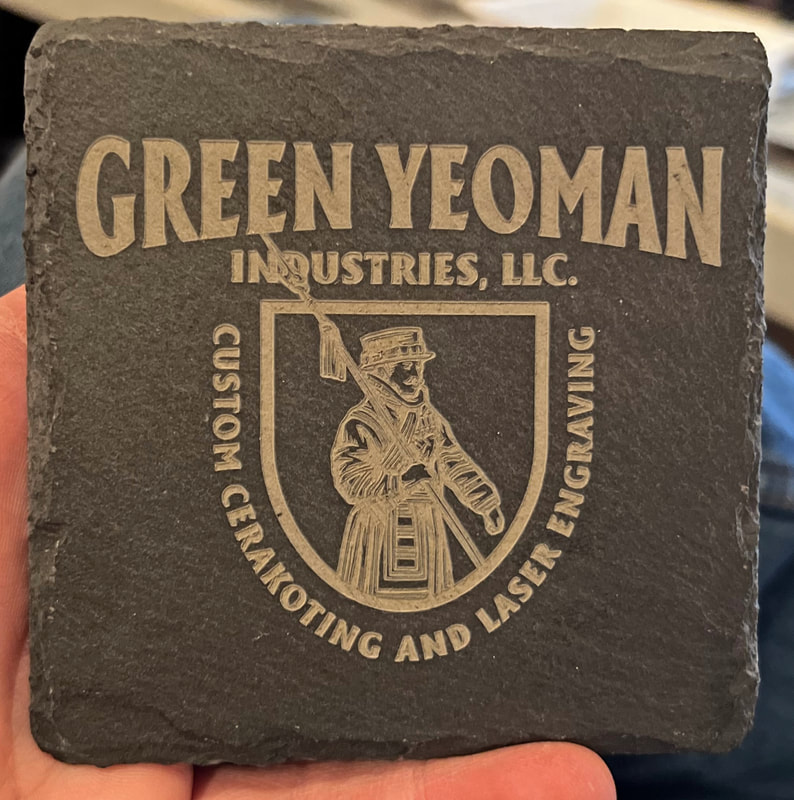 GREEN YEOMAN
INDUSTRIES, LLC.
CUSTOM CERAKOTING AND LASER ENGRAVING